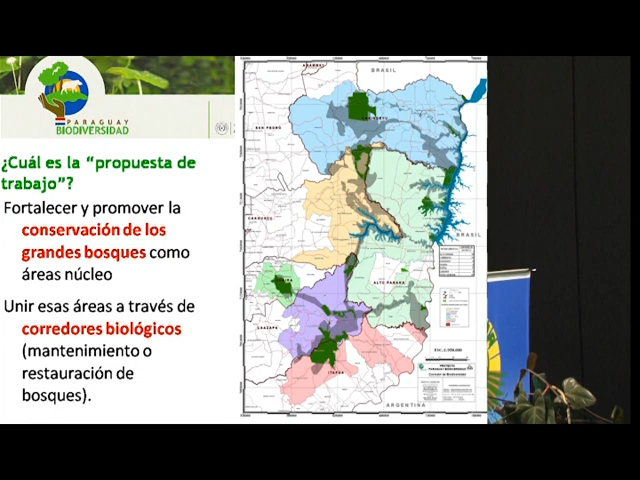 PARAGUAY
BIODIVERSIDAD
¿Cuál es la “propuesta de
trabajo”?
Fortalecer y promover la
conservación de los
grandes bosques como
áreas núcleo
Unir esas áreas a través de
corredores biológicos
(mantenimiento o
restauración de
bosques).
BRASIL
SAN PEDRO
CAAGUAZU
BRASIL
ALTO PARANA
CAAZAPA
ITAPUA
ARGENTINA